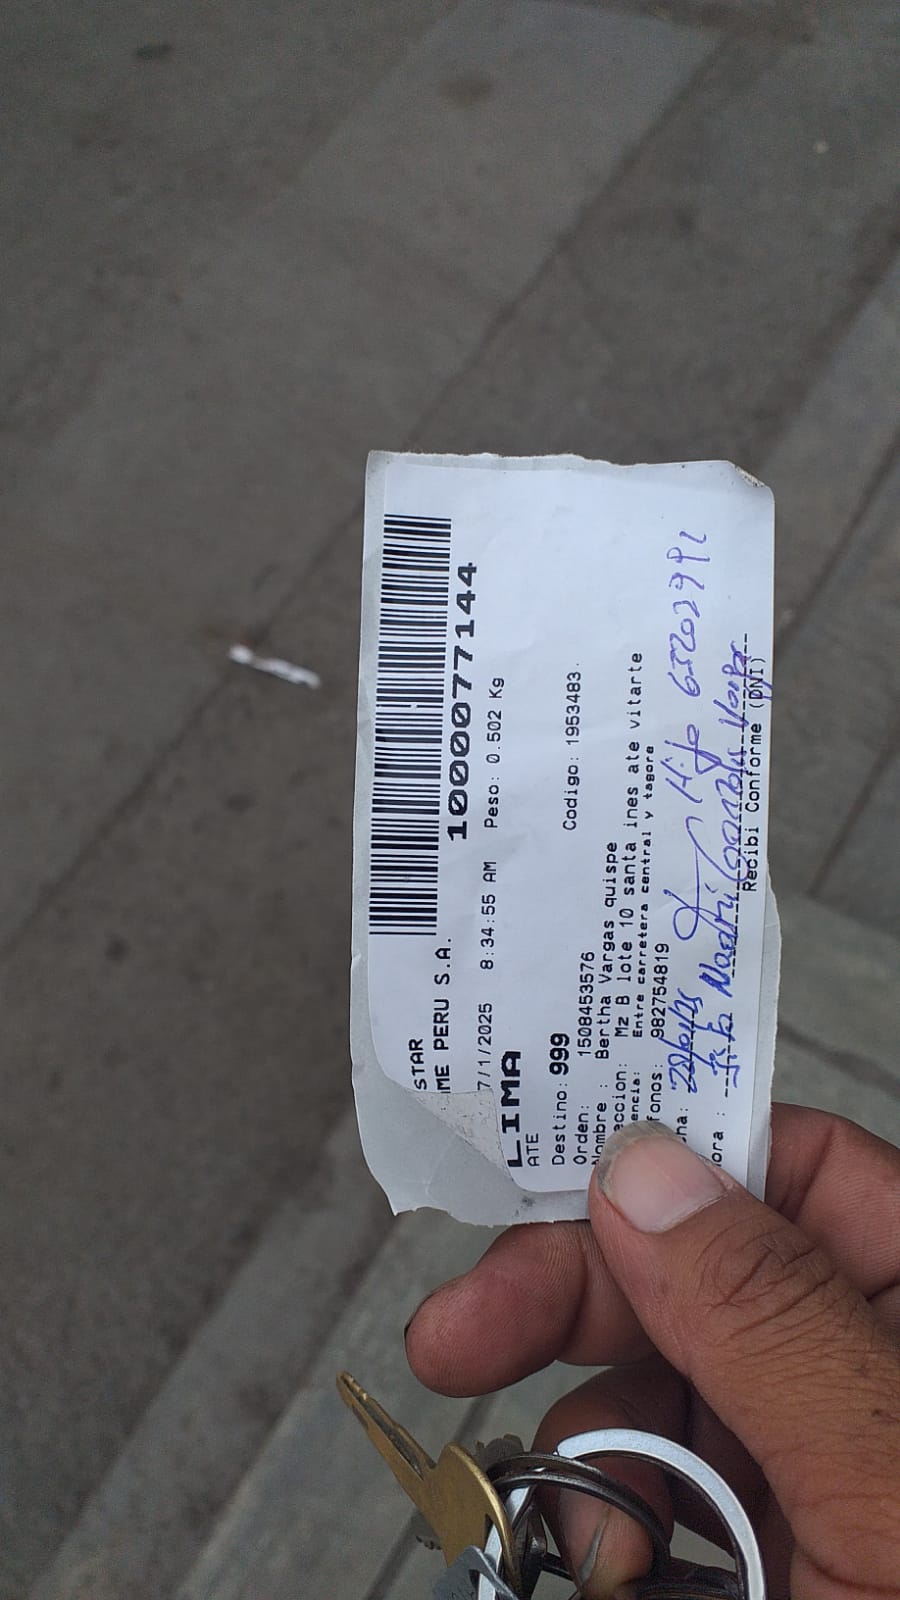 STAR
ME PERU S.A.
1000077144
7/1/2025 8:34:55 AM Peso: 0.502 Kg
LIMA
ATE
Destino: 999
Orden: 1508453576 Codigo: 1953483.
Nombre : Bertha Vargas quispe
eccion: Mz B lote 10 santa ines ate vitarte
encia: Entre carretera central y tagore
fonos: 982754819
ha: Hijo
ora :
Recibi Conforme (DNI)